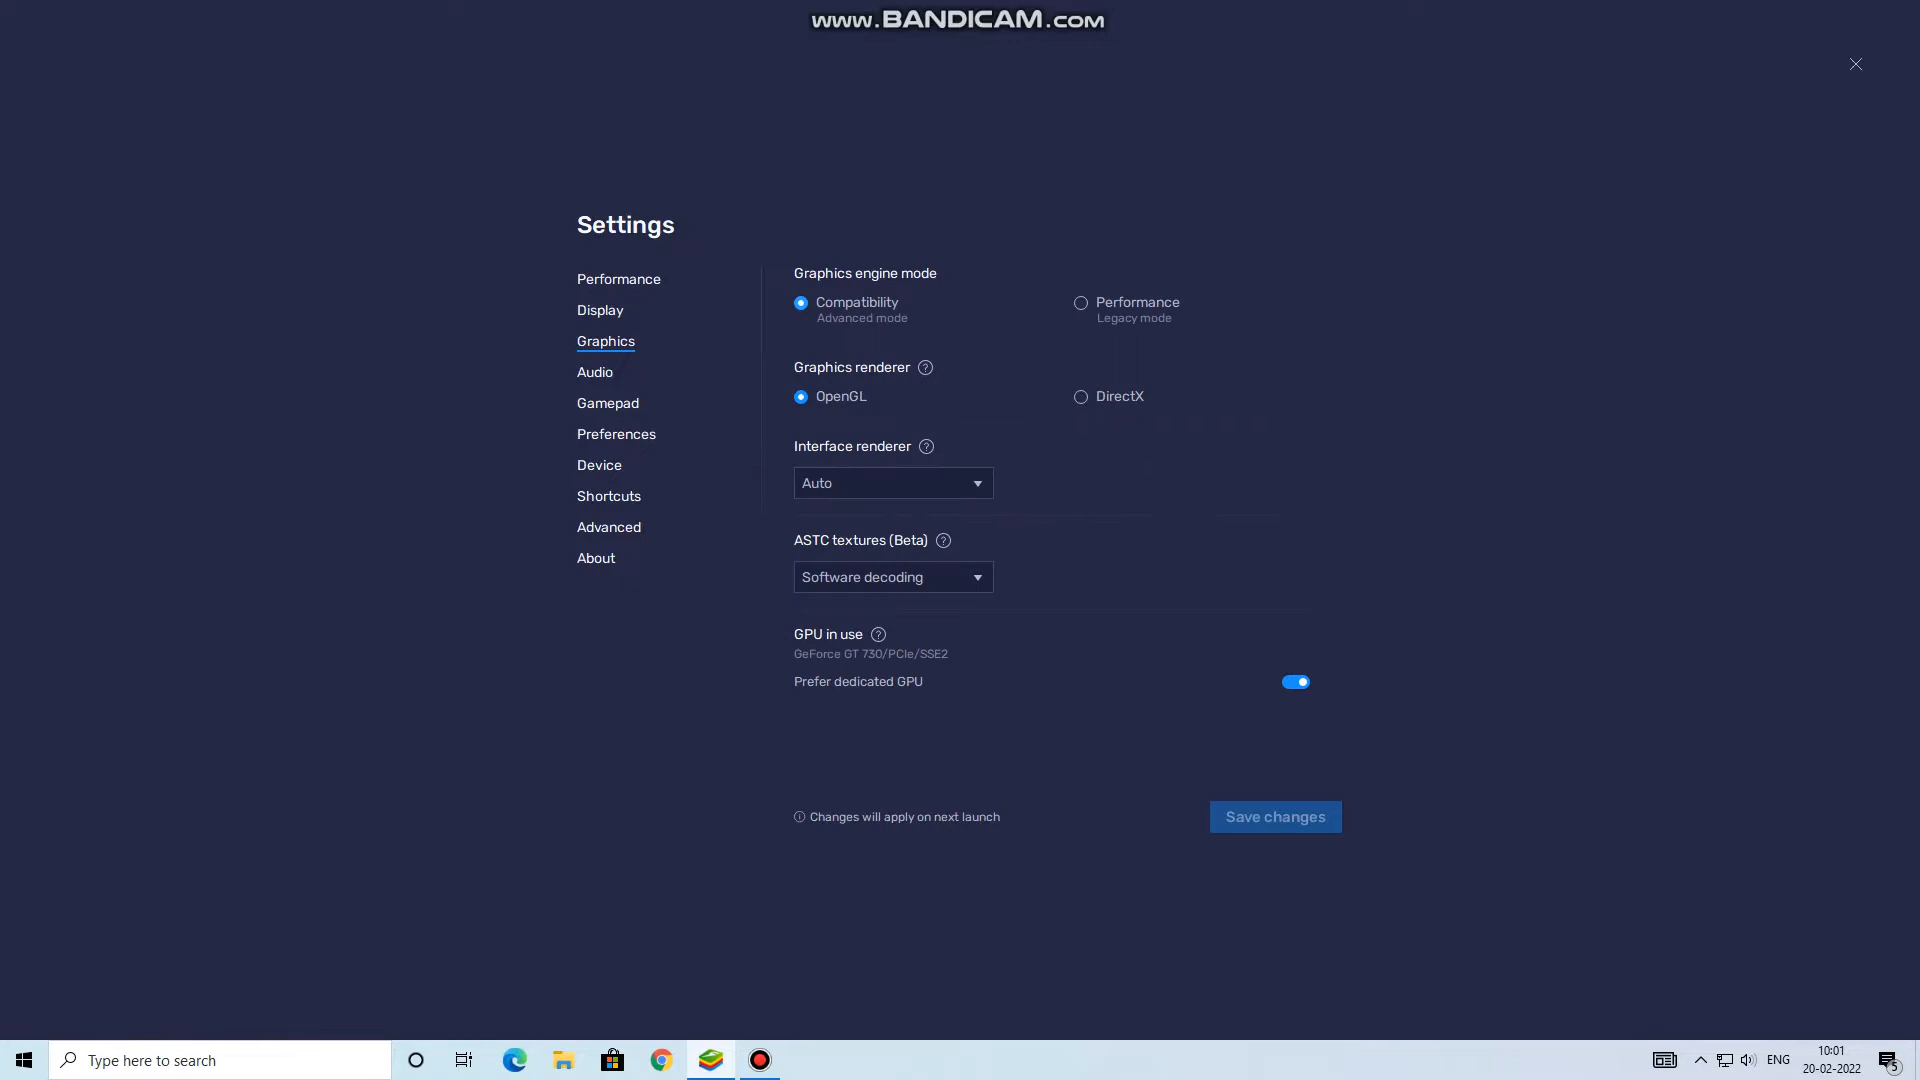 www.BANDICAM.com
Settings
Performance
Display
Graphics
Audio
Gamepad
Preferences
Device
Shortcuts
Advanced
About
Graphics engine mode
Compatibility
Advanced mode
Performance
Legacy mode
Graphics renderer ?
OpenGL
DirectX
Interface renderer ?
Auto
ASTC textures (Beta) ?
Software decoding
GPU in use ?
GeForce GT 730/PCIe/SSE2
Prefer dedicated GPU
Changes will apply on next launch
Save changes
Type here to search
ENG
10:01
20-02-2022
5